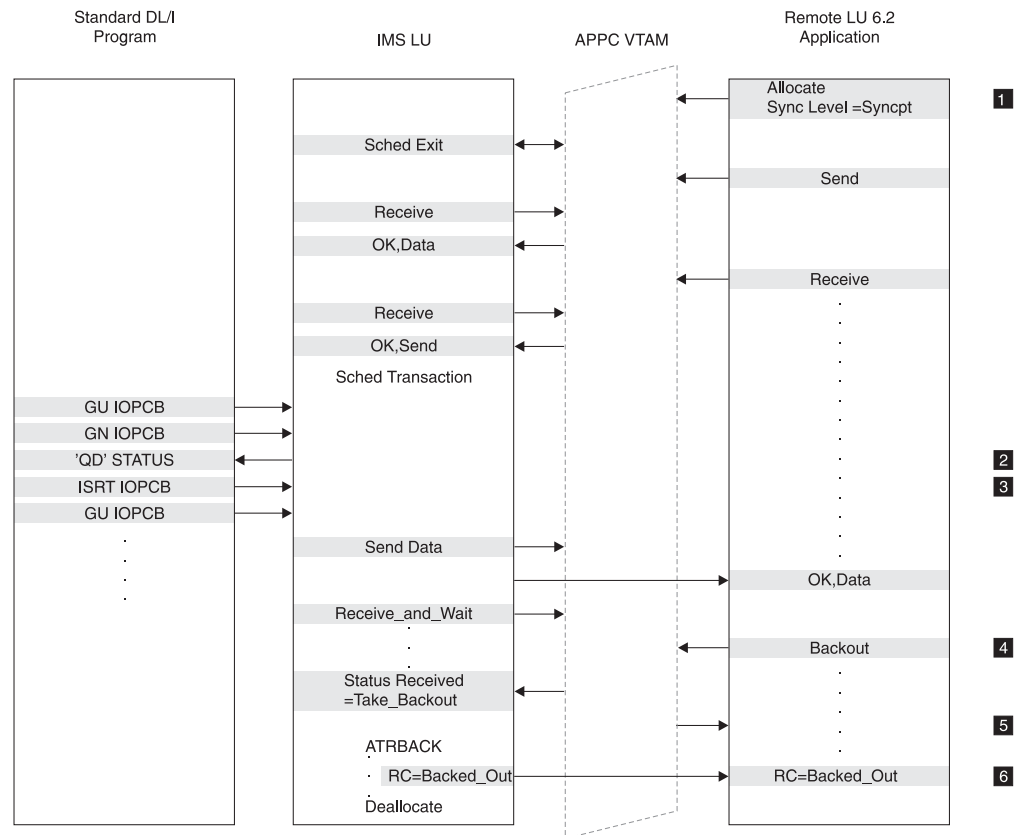 Standard DL/I
Program
IMS LU
APPC VTAM
Remote LU 6.2
Application
Allocate
Sync Level =Syncpt
1
Sched Exit
Send
Receive
OK,Data
Receive
Receive
OK,Send
Sched Transaction
GU IOPCB
GN IOPCB
'QD' STATUS
2
ISRT IOPCB
3
GU IOPCB
Send Data
OK,Data
Receive_and_Wait
Backout
4
Status Received
=Take_Backout
5
ATRBACK
RC=Backed_Out
RC=Backed_Out
6
Deallocate